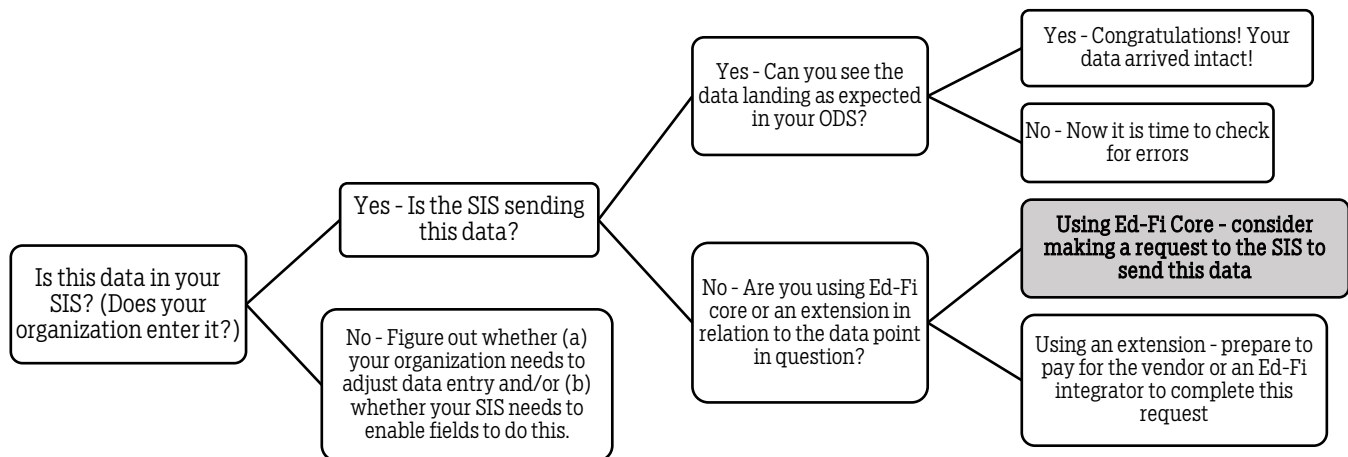 Is this data in your
SIS? (Does your
organization enter it?)
Yes - Is the SIS sending
this data?
No - Figure out whether (a)
your organization needs to
adjust data entry and/or (b)
whether your SIS needs to
enable fields to do this.
Yes - Can you see the
data landing as expected
in your ODS?
No - Are you using Ed-Fi
core or an extension in
relation to the data point
in question?
Yes - Congratulations! Your
data arrived intact!
No - Now it is time to check
for errors
Using Ed-Fi Core - consider
making a request to the SIS to
send this data
Using an extension - prepare to
pay for the vendor or an Ed-Fi
integrator to complete this
request